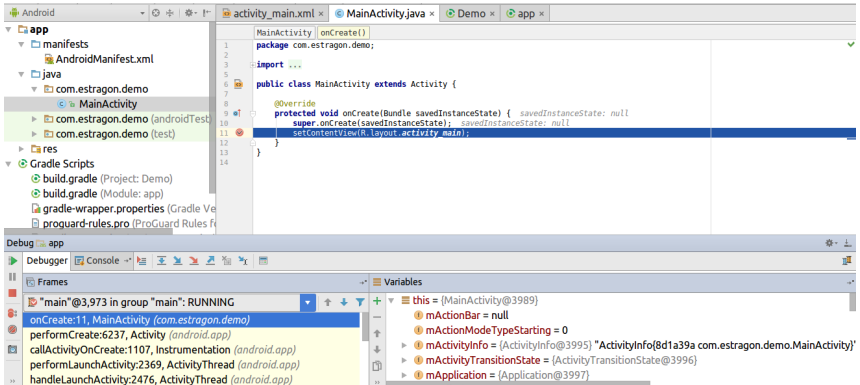 Android
activity_main.xml × MainActivity.java × Demo × app ×
app
manifests
AndroidManifest.xml
java
com.estragon.demo
MainActivity
com.estragon.demo (androidTest)
com.estragon.demo (test)
res
Gradle Scripts
build.gradle (Project: Demo)
build.gradle (Module: app)
gradle-wrapper.properties (Gradle Ve
proguard-rules.pro (ProGuard Rules fo
MainActivity onCreate()
1 package com.estragon.demo;
2
3 import ...
5
6 public class MainActivity extends Activity {
7
8 @Override
9 protected void onCreate(Bundle savedInstanceState) { savedInstanceState: null
10 super.onCreate(savedInstanceState); savedInstanceState: null
11 setContentView(R.layout.activity_main);
12 }
13 }
14
Debug app
Debugger Console
Frames
"main"@3,973 in group "main": RUNNING
onCreate:11, MainActivity (com.estragon.demo)
performCreate:6237, Activity (android.app)
callActivityOnCreate:1107, Instrumentation (android.app)
performLaunchActivity:2369, ActivityThread (android.app)
handleLaunchActivity:2476, ActivityThread (android.app)
Variables
this = {MainActivity@3989}
mActionBar = null
mActionModeTypeStarting = 0
mActivityInfo = {ActivityInfo@3995} "ActivityInfo{8d1a39a com.estragon.demo.MainActivity}"
mActivityTransitionState = {ActivityTransitionState@3996}
mApplication = {Application@3997}